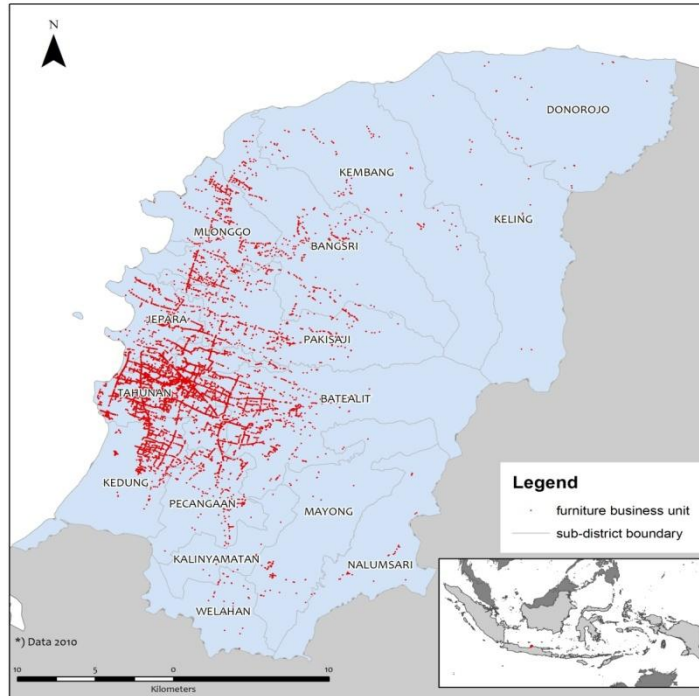 N
DONOROJO
KEMBANG
KELING
MLONGGO
BANGSRI
JEPARA
PAKISAJI
TAHUNAN
BATEALIT
KEDUNG
PECANGAAN
MAYONG
KALINYAMATAN
NALUMSARI
WELAHAN
Legend
furniture business unit
sub-district boundary
*) Data 2010
10 5 0 10
Kilometers